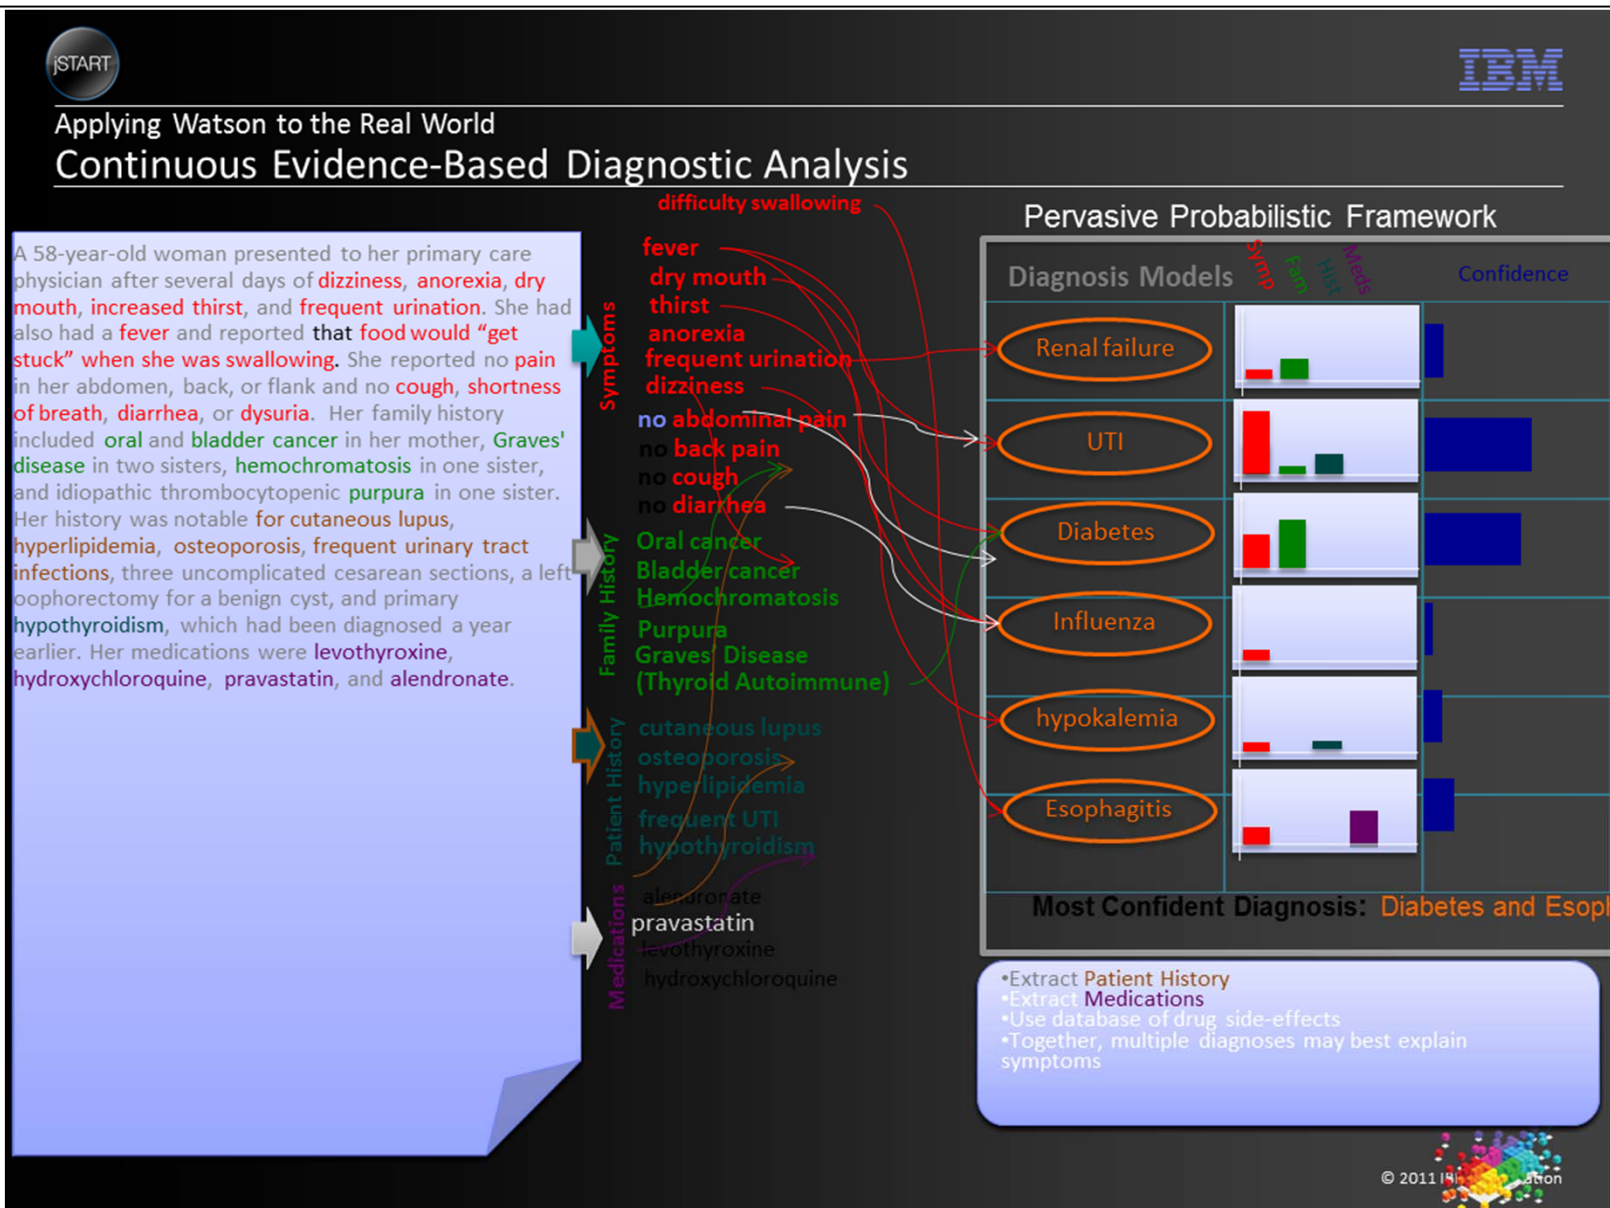 jSTART
IBM
Applying Watson to the Real World
Continuous Evidence-Based Diagnostic Analysis
A 58-year-old woman presented to her primary care
physician after several days of dizziness, anorexia, dry
mouth, increased thirst, and frequent urination. She had
also had a fever and reported that food would “get
stuck” when she was swallowing. She reported no pain
in her abdomen, back, or flank and no cough, shortness
of breath, diarrhea, or dysuria. Her family history
included oral and bladder cancer in her mother, Graves'
disease in two sisters, hemochromatosis in one sister,
and idiopathic thrombocytopenic purpura in one sister.
Her history was notable for cutaneous lupus,
hyperlipidemia, osteoporosis, frequent urinary tract
infections, three uncomplicated cesarean sections, a left
oophorectomy for a benign cyst, and primary
hypothyroidism, which had been diagnosed a year
earlier. Her medications were levothyroxine,
hydroxychloroquine, pravastatin, and alendronate.
Symptoms
difficulty swallowing
fever
dry mouth
thirst
anorexia
frequent urination
dizziness
no abdominal pain
no back pain
no cough
no diarrhea
Family History
Oral cancer
Bladder cancer
Hemochromatosis
Purpura
Graves' Disease
(Thyroid Autoimmune)
Patient History
cutaneous lupus
osteoporosis
hyperlipidemia
frequent UTI
hypothyroidism
Medications
alendronate
pravastatin
levothyroxine
hydroxychloroquine
Pervasive Probabilistic Framework
Diagnosis Models
Symp
Fam
Hist
Meds
Confidence
Renal failure
UTI
Diabetes
Influenza
hypokalemia
Esophagitis
Most Confident Diagnosis: Diabetes and Esoph
•Extract Patient History
•Extract Medications
•Use database of drug side-effects
•Together, multiple diagnoses may best explain
symptoms
© 2011